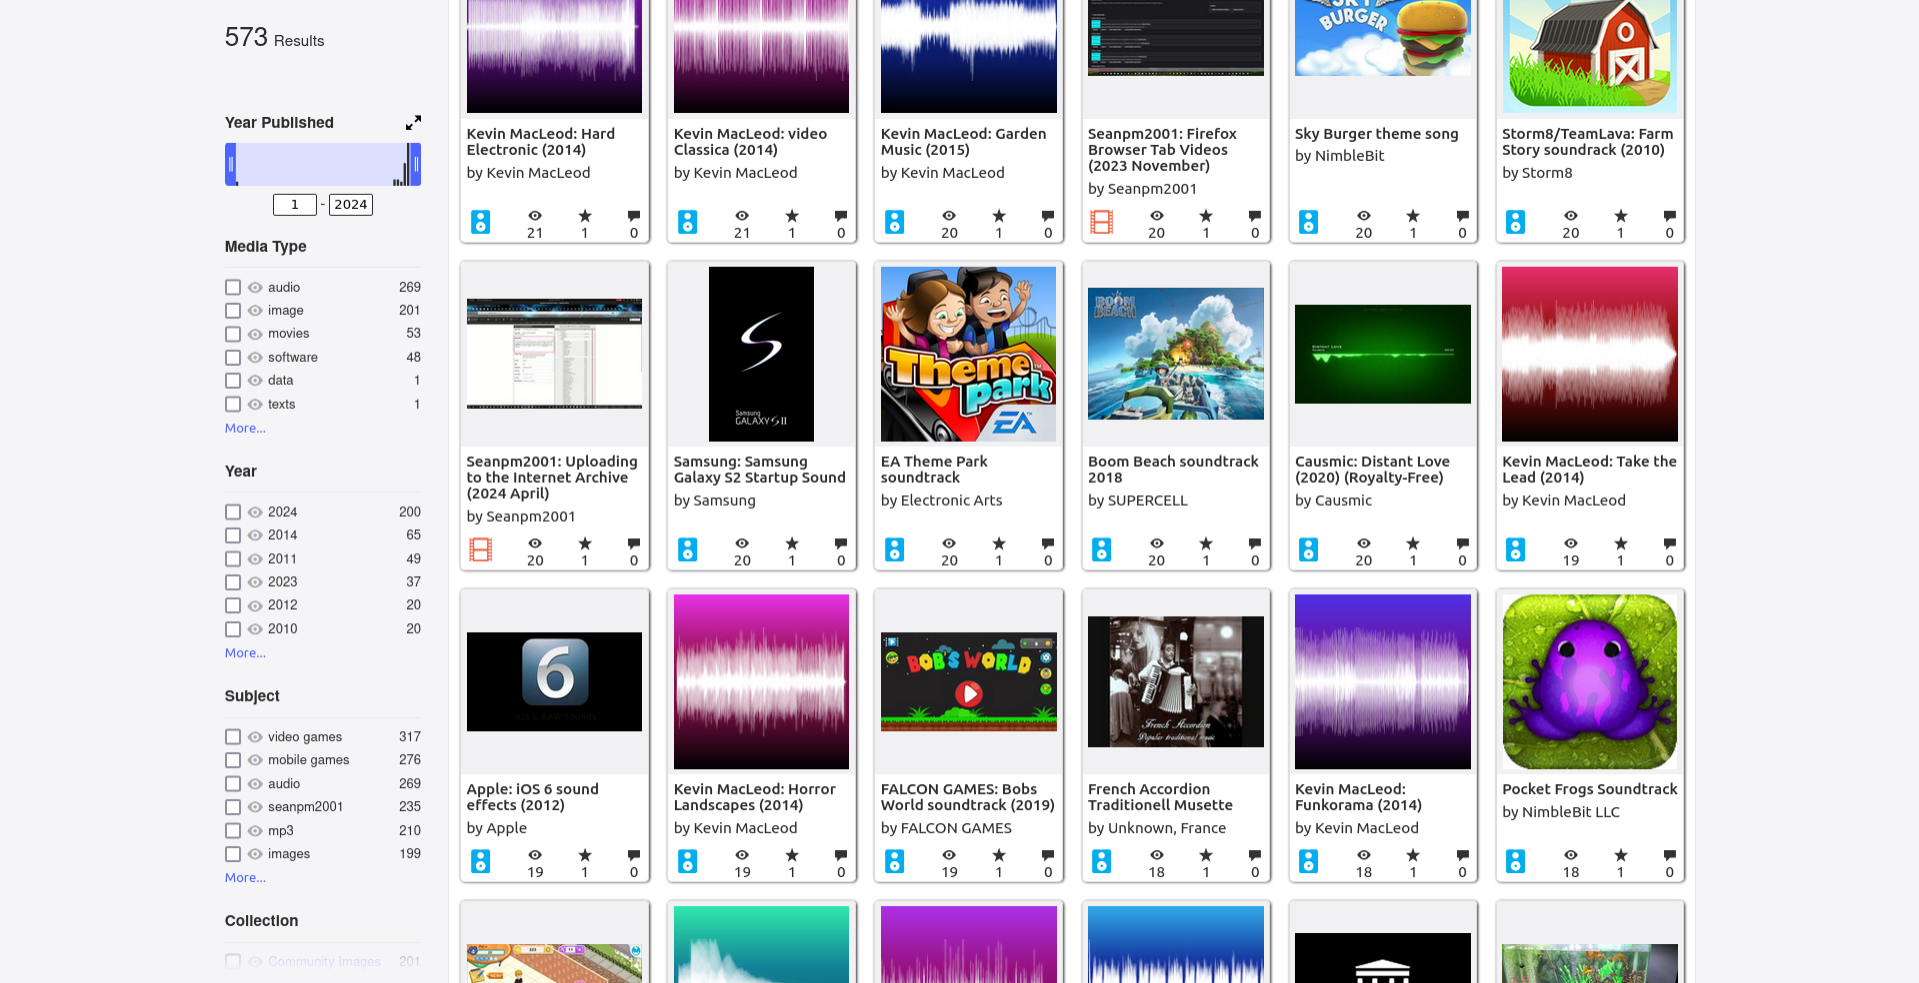 573 Results
Year Published
1 - 2024
Media Type
audio 269
image 201
movies 53
software 48
data 1
texts 1
More...
Year
2024 200
2014 65
2011 49
2023 37
2012 20
2010 20
More...
Subject
video games 317
mobile games 276
audio 269
seanpm2001 235
mp3 210
images 199
More...
Collection
Community Images 201
Kevin MacLeod: Hard
Electronic (2014)
by Kevin MacLeod
21 1 0
Kevin MacLeod: video
Classica (2014)
by Kevin MacLeod
21 1 0
Kevin MacLeod: Garden
Music (2015)
by Kevin MacLeod
20 1 0
Seanpm2001: Firefox
Browser Tab Videos
(2023 November)
by Seanpm2001
20 1 0
SKY
BURGER
Sky Burger theme song
by NimbleBit
20 1 0
Storm8/TeamLava: Farm
Story soundrack (2010)
by Storm8
20 1 0
Seanpm2001: Uploading
to the Internet Archive
(2024 April)
by Seanpm2001
20 1 0
Samsung
GALAXY S II
Samsung: Samsung
Galaxy S2 Startup Sound
by Samsung
20 1 0
Theme
park
EA
EA Theme Park
soundtrack
by Electronic Arts
20 1 0
BOOM
BEACH
Boom Beach soundtrack
2018
by SUPERCELL
20 1 0
DISTANT LOVE
Causmic: Distant Love
(2020) (Royalty-Free)
by Causmic
20 1 0
Kevin MacLeod: Take the
Lead (2014)
by Kevin MacLeod
19 1 0
6
Apple: iOS 6 sound
effects (2012)
by Apple
19 1 0
Kevin MacLeod: Horror
Landscapes (2014)
by Kevin MacLeod
19 1 0
BOB'S WORLD
FALCON GAMES: Bobs
World soundtrack (2019)
by FALCON GAMES
19 1 0
French Accordion
Popular traditional music
French Accordion
Traditionell Musette
by Unknown, France
18 1 0
Kevin MacLeod:
Funkorama (2014)
by Kevin MacLeod
18 1 0
Pocket Frogs Soundtrack
by NimbleBit LLC
18 1 0